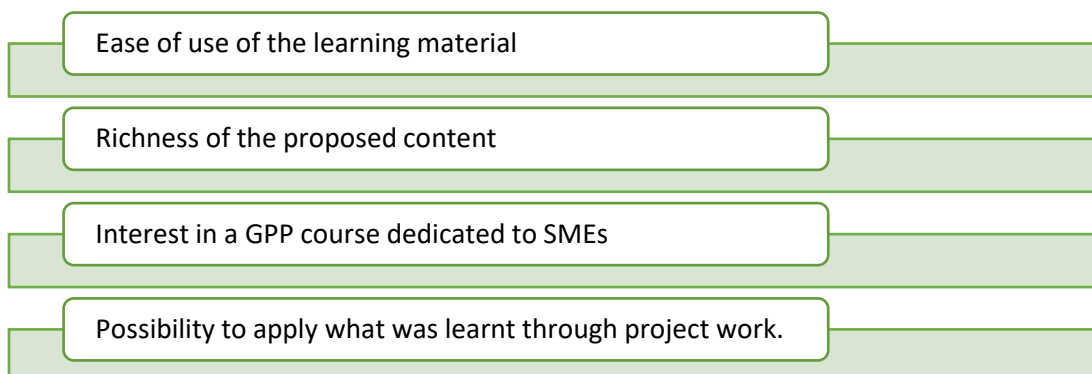 Ease of use of the learning material
Richness of the proposed content
Interest in a GPP course dedicated to SMEs
Possibility to apply what was learnt through project work.